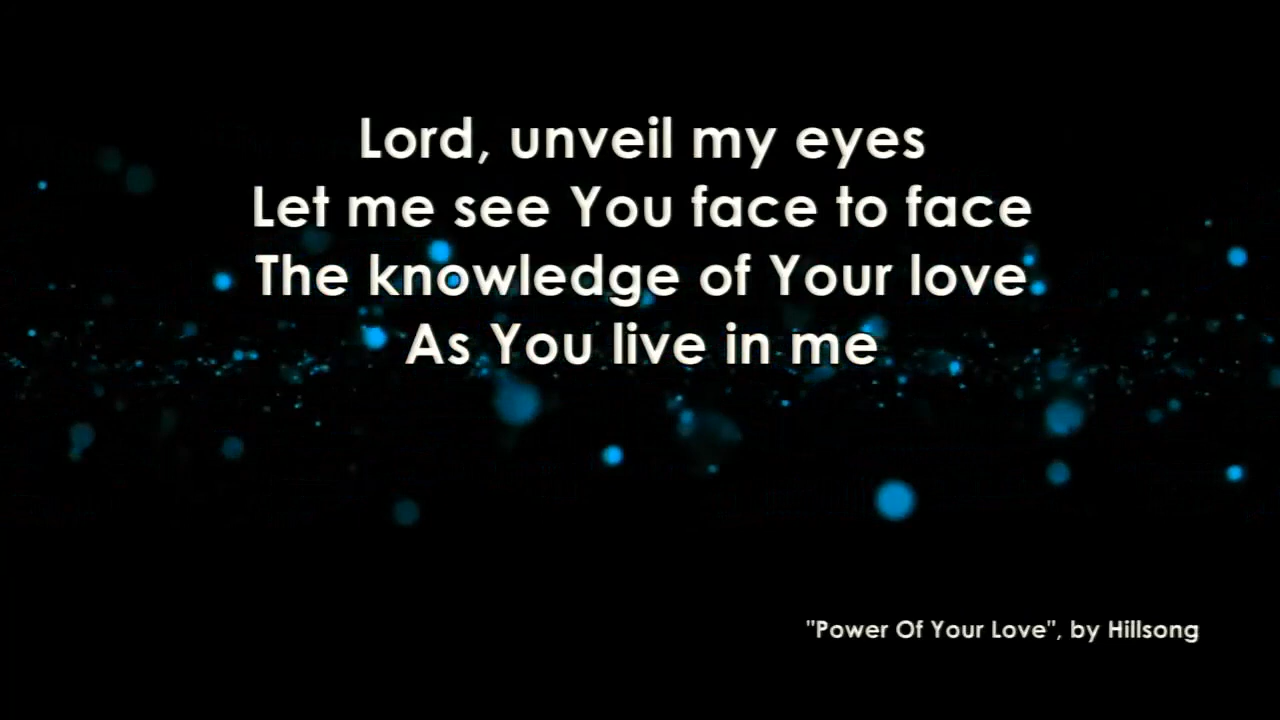 Lord, unveil my eyes
Let me see You face to face
The knowledge of Your love
As You live in me
"Power Of Your Love", by Hillsong